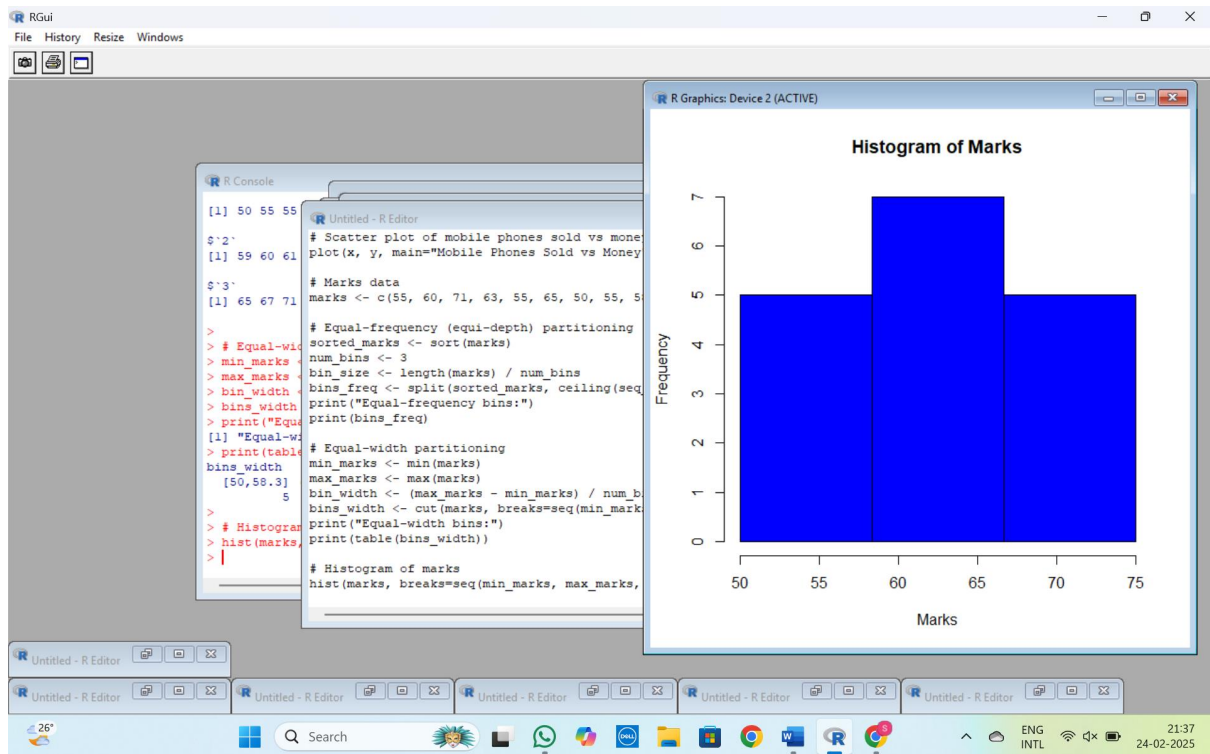 RGui
File History Resize Windows
R Graphics: Device 2 (ACTIVE)
Histogram of Marks
Frequency
7
6
5
4
3
2
1
0
50 55 60 65 70 75
Marks
R Console
[1] 50 55 55
$`2`
[1] 59 60 61
$`3`
[1] 65 67 71
>
> # Equal-wid
> min_marks <
> max_marks <
> bin_width <
> bins_width
> print("Equa
[1] "Equal-wi
> print(table
bins_width
[50,58.3]
5
>
> # Histogram
> hist(marks,
>
Untitled - R Editor
# Scatter plot of mobile phones sold vs mone
plot(x, y, main="Mobile Phones Sold vs Money
# Marks data
marks <- c(55, 60, 71, 63, 55, 65, 50, 55, 5
# Equal-frequency (equi-depth) partitioning
sorted_marks <- sort(marks)
num_bins <- 3
bin_size <- length(marks) / num_bins
bins_freq <- split(sorted_marks, ceiling(seq_
print("Equal-frequency bins:")
print(bins_freq)
# Equal-width partitioning
min_marks <- min(marks)
max_marks <- max(marks)
bin_width <- (max_marks - min_marks) / num_b
bins_width <- cut(marks, breaks=seq(min_mark
print("Equal-width bins:")
print(table(bins_width))
# Histogram of marks
hist(marks, breaks=seq(min_marks, max_marks,
Untitled - R Editor
Untitled - R Editor
Untitled - R Editor
Untitled - R Editor
Untitled - R Editor
Untitled - R Editor
26°
Search
DELL
ENG
INTL
21:37
24-02-2025